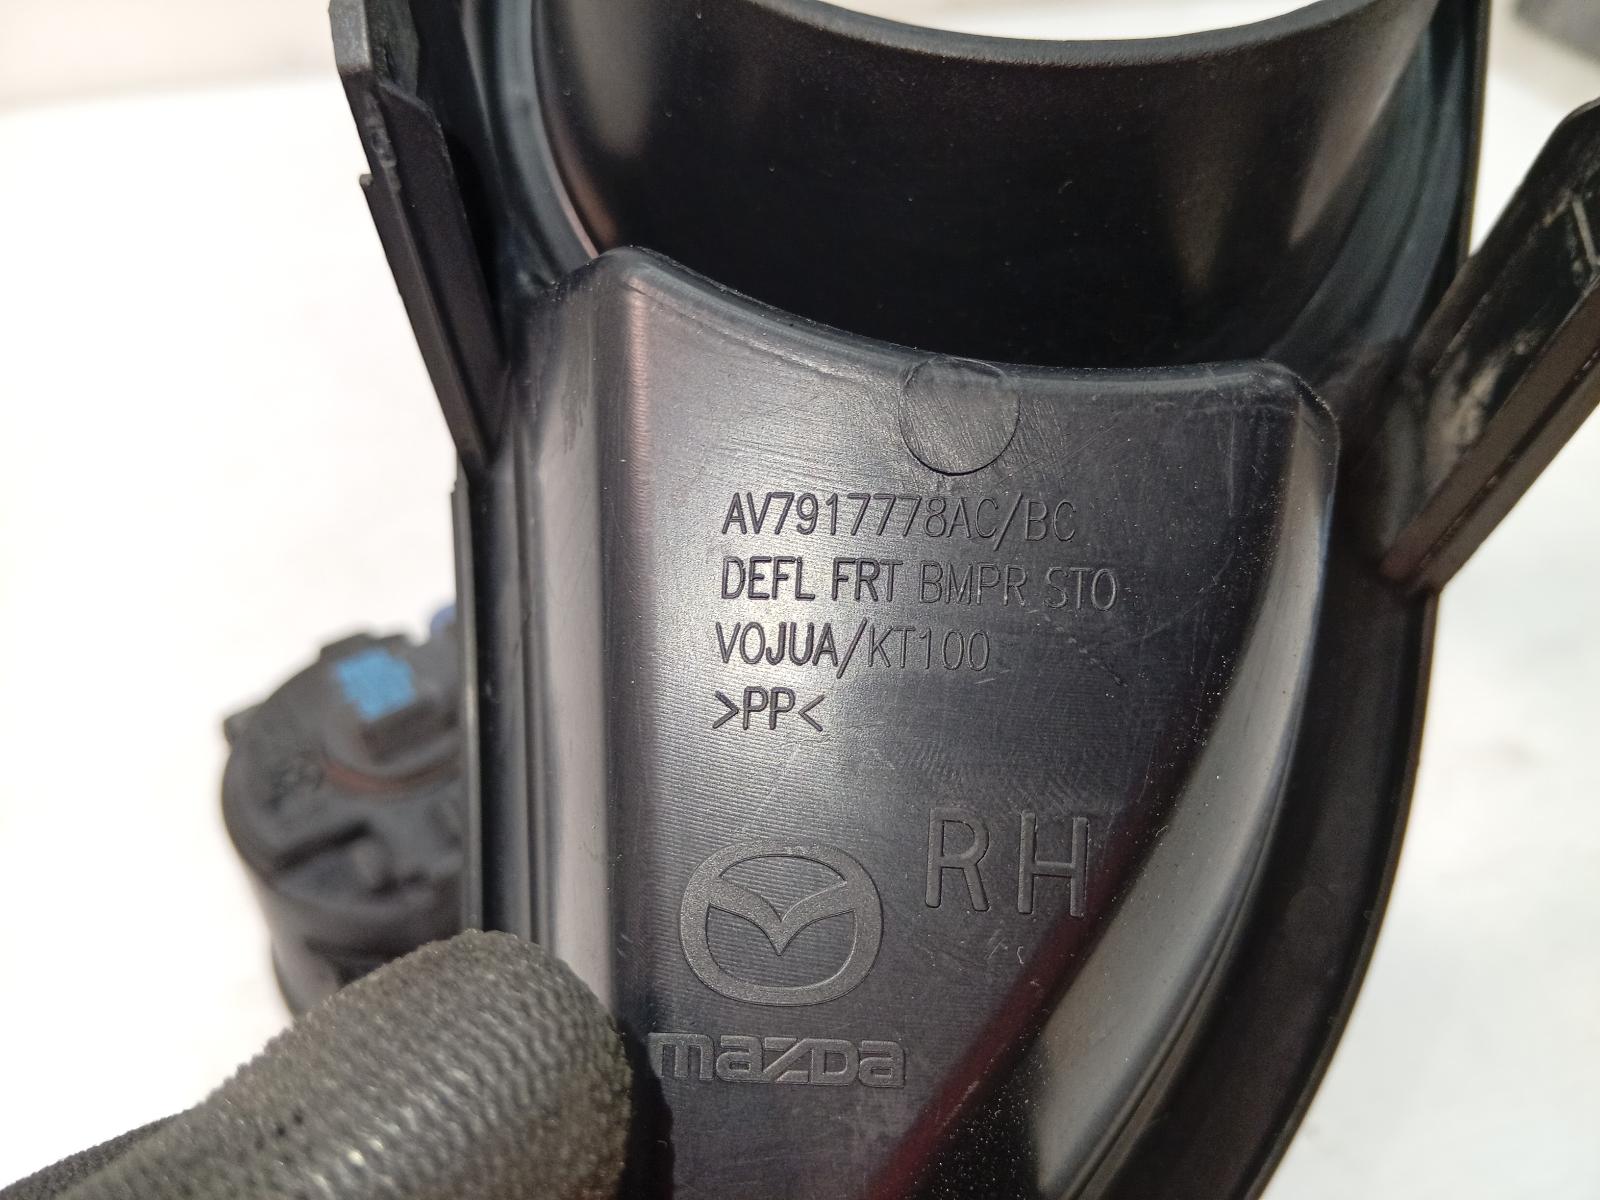 AV7917778AC/BC
DEFL FRT BMPR STO
VOJUA/KT100
>PP<
RH
mazda